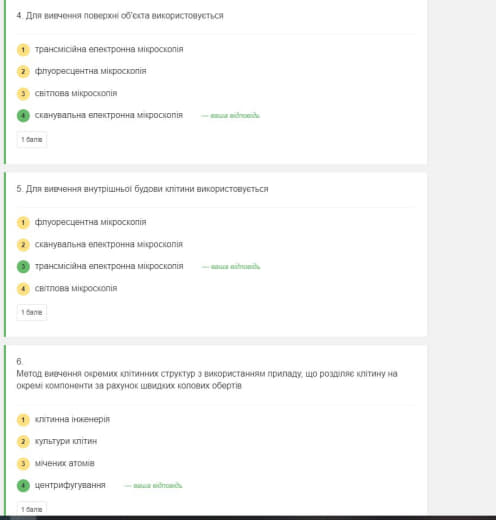 4. Для вивчення поверхні об'єкта використовується
1 трансмісійна електронна мікроскопія
2 флуоресцентна мікроскопія
3 світлова мікроскопія
4 сканувальна електронна мікроскопія — ваша відповідь
1 балів
5. Для вивчення внутрішньої будови клітини використовується
1 флуоресцентна мікроскопія
2 сканувальна електронна мікроскопія
3 трансмісійна електронна мікроскопія — ваша відповідь
4 світлова мікроскопія
1 балів
6.
Метод вивчення окремих клітинних структур з використанням приладу, що розділяє клітину на
окремі компоненти за рахунок швидких колових обертів
1 клітинна інженерія
2 культури клітин
3 мічених атомів
4 центрифугування — ваша відповідь
1 балів